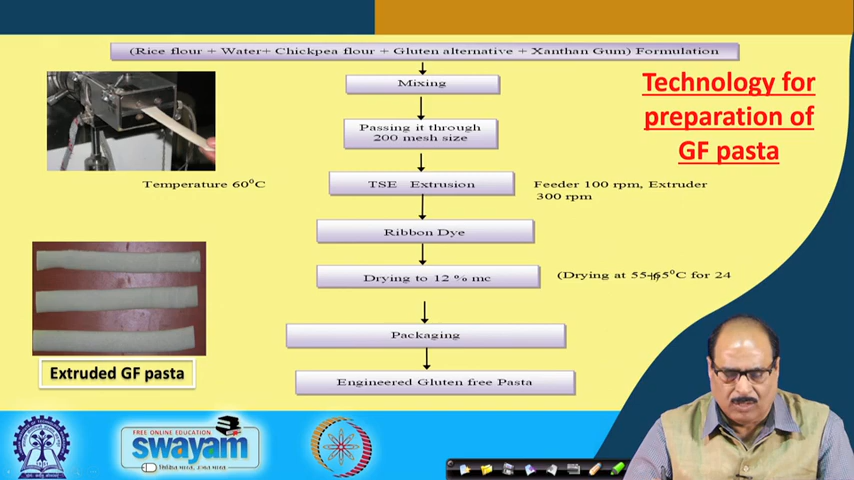 (Rice flour + Water+ Chickpea flour + Gluten alternative + Xanthan Gum) Formulation
Technology for
preparation of
GF pasta
Mixing
Passing it through
200 mesh size
Temperature 60⁰C
TSE Extrusion
Feeder 100 rpm, Extruder
300 rpm
Ribbon Dye
Drying to 12 % mc
(Drying at 55-65⁰C for 24
Packaging
Extruded GF pasta
Engineered Gluten free Pasta
FREE ONLINE EDUCATION
swayam